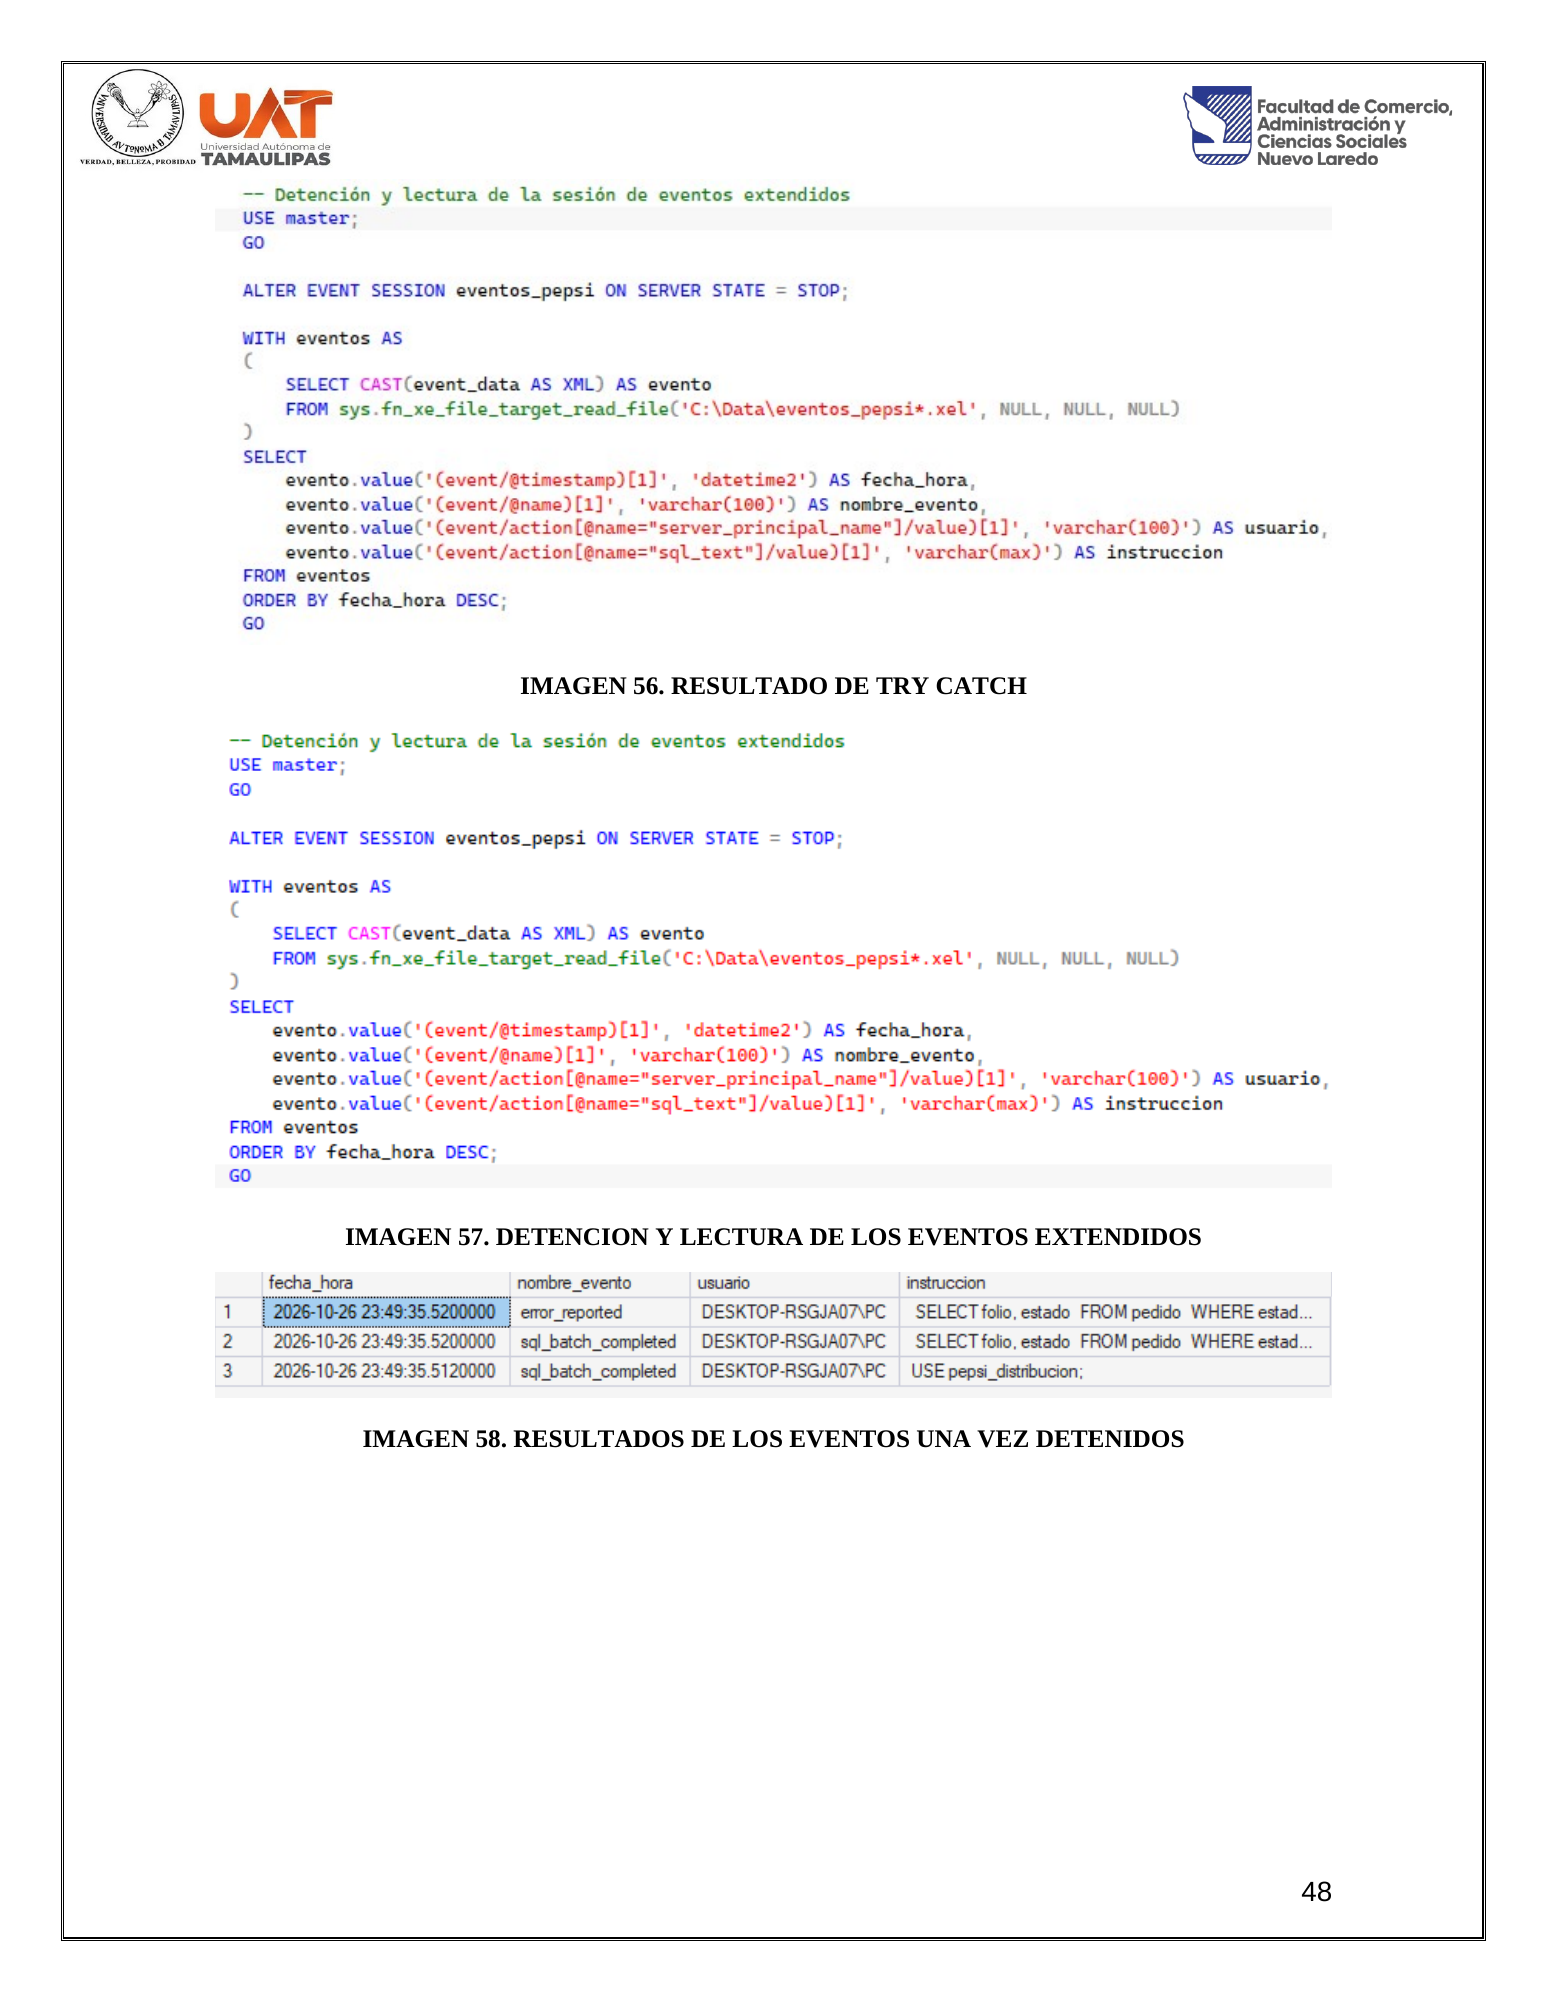 UNIVERSIDAD AVTONOMA D TAMAVLIPAS
VERDAD, BELLEZA, PROBIDAD
UAT
Universidad Autónoma de
TAMAULIPAS
Facultad de Comercio,
Administración y
Ciencias Sociales
Nuevo Laredo
-- Detención y lectura de la sesión de eventos extendidos
USE master;
GO
ALTER EVENT SESSION eventos_pepsi ON SERVER STATE = STOP;
WITH eventos AS
(
SELECT CAST(event_data AS XML) AS evento
FROM sys.fn_xe_file_target_read_file('C:\Data\eventos_pepsi*.xel', NULL, NULL, NULL)
)
SELECT
evento.value('(event/@timestamp)[1]', 'datetime2') AS fecha_hora,
evento.value('(event/@name)[1]', 'varchar(100)') AS nombre_evento,
evento.value('(event/action[@name="server_principal_name"]/value)[1]', 'varchar(100)') AS usuario,
evento.value('(event/action[@name="sql_text"]/value)[1]', 'varchar(max)') AS instruccion
FROM eventos
ORDER BY fecha_hora DESC;
GO
IMAGEN 56. RESULTADO DE TRY CATCH
-- Detención y lectura de la sesión de eventos extendidos
USE master;
GO
ALTER EVENT SESSION eventos_pepsi ON SERVER STATE = STOP;
WITH eventos AS
(
SELECT CAST(event_data AS XML) AS evento
FROM sys.fn_xe_file_target_read_file('C:\Data\eventos_pepsi*.xel', NULL, NULL, NULL)
)
SELECT
evento.value('(event/@timestamp)[1]', 'datetime2') AS fecha_hora,
evento.value('(event/@name)[1]', 'varchar(100)') AS nombre_evento,
evento.value('(event/action[@name="server_principal_name"]/value)[1]', 'varchar(100)') AS usuario,
evento.value('(event/action[@name="sql_text"]/value)[1]', 'varchar(max)') AS instruccion
FROM eventos
ORDER BY fecha_hora DESC;
GO
IMAGEN 57. DETENCION Y LECTURA DE LOS EVENTOS EXTENDIDOS
fecha_hora nombre_evento usuario instruccion
1 2026-10-26 23:49:35.5200000 error_reported DESKTOP-RSGJA07\PC SELECT folio, estado FROM pedido WHERE estad...
2 2026-10-26 23:49:35.5200000 sql_batch_completed DESKTOP-RSGJA07\PC SELECT folio, estado FROM pedido WHERE estad...
3 2026-10-26 23:49:35.5120000 sql_batch_completed DESKTOP-RSGJA07\PC USE pepsi_distribucion;
IMAGEN 58. RESULTADOS DE LOS EVENTOS UNA VEZ DETENIDOS
48